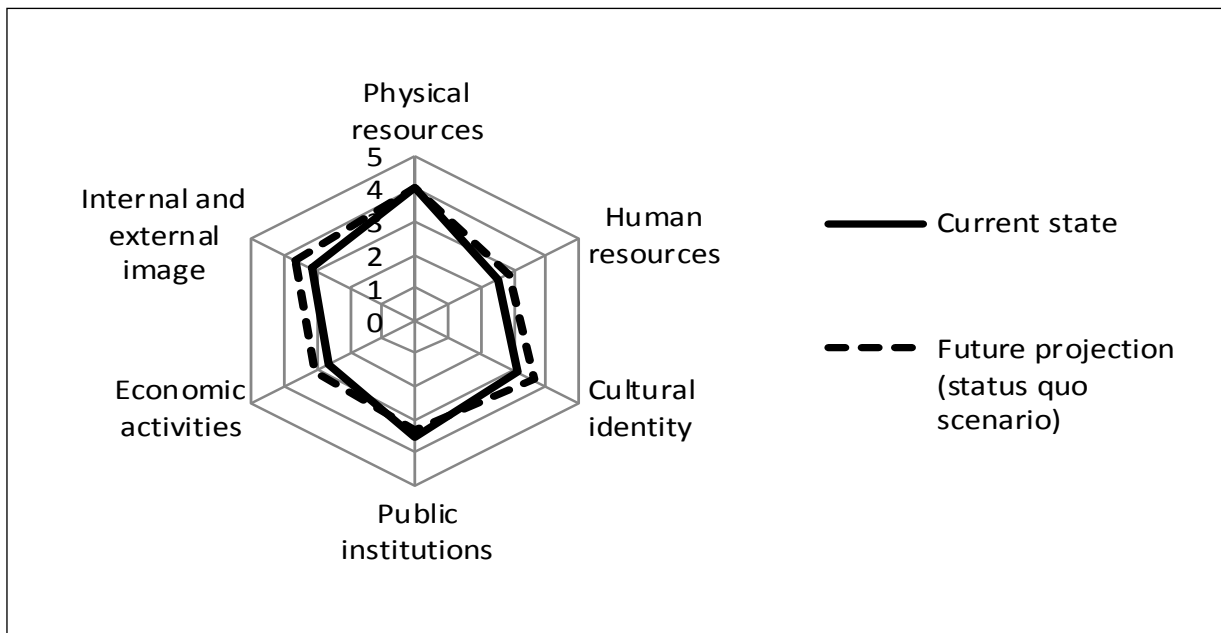 Physical
resources
5
4
3
2
1
0
Internal and
external
image
Human
resources
Economic
activities
Cultural
identity
Public
institutions
Current state
Future projection
(status quo
scenario)